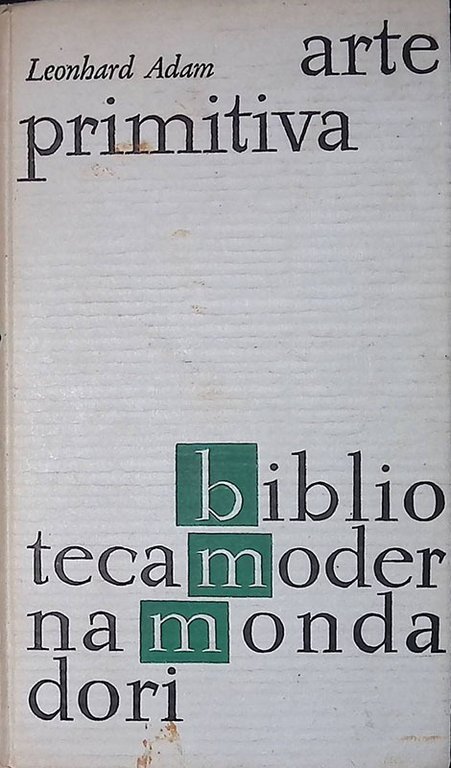 Leonhard Adam arte
primitiva
biblio
tecamoder
namonda
dori